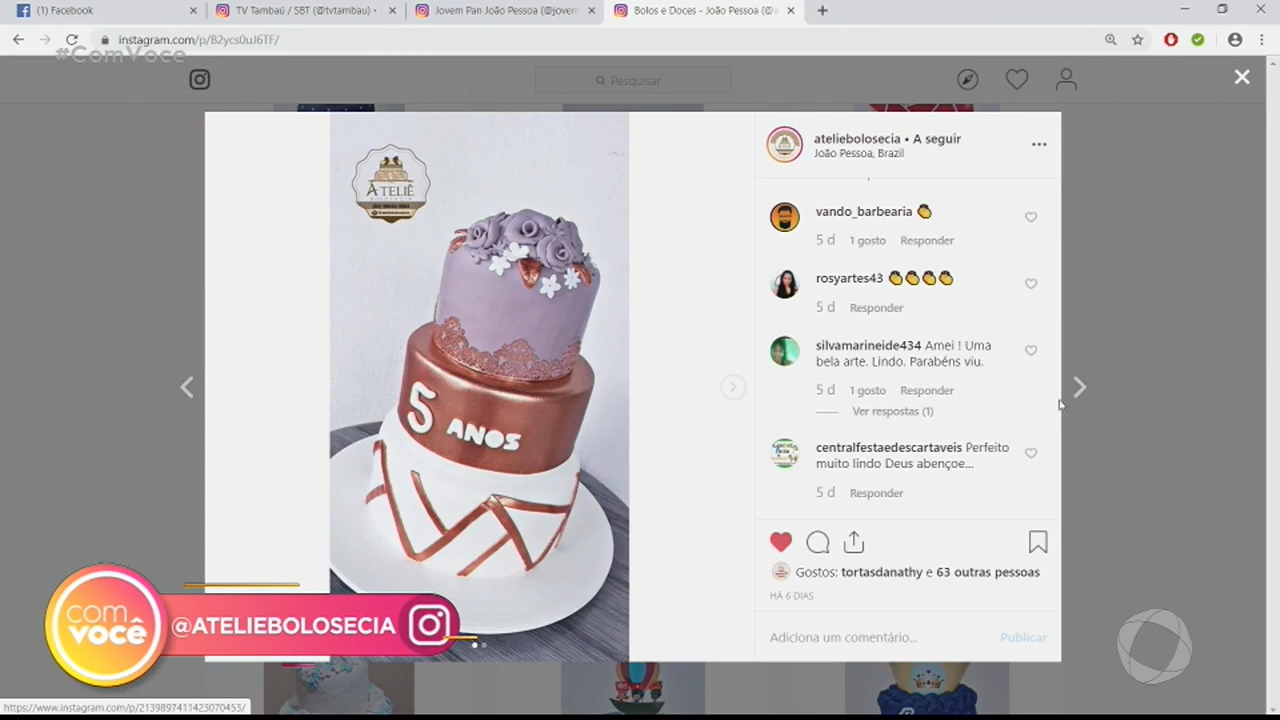 (1) Facebook
TV Tambaú / SBT (@tvtambau) •
Jovem Pan João Pessoa (@jovem
Bolos e Doces - João Pessoa (@
instagram.com/p/B2ycs0uJ6TF/
#ComVoce
Pesquisar
ATELIÊ
ateliebolosecia • A seguir
João Pessoa, Brazil
vando_barbearia 👏
5 d 1 gosto Responder
rosyartes43 👏👏👏👏
5 d Responder
silvamarineide434 Amei ! Uma
bela arte. Lindo. Parabéns viu.
5 d 1 gosto Responder
Ver respostas (1)
centralfestaedescartaveis Perfeito
muito lindo Deus abençoe...
5 d Responder
5 ANOS
Gostos: tortasdanathy e 63 outras pessoas
HÁ 6 DIAS
Adiciona um comentário... Publicar
com
você
@ATELIEBOLOSECIA
https://www.instagram.com/p/2139897411423070453/